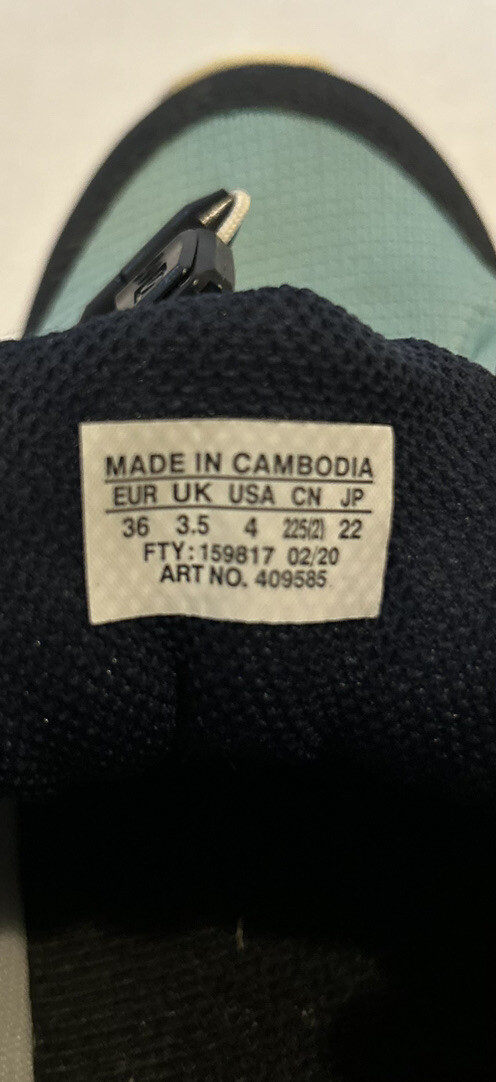 MADE IN CAMBODIA
EUR UK USA CN JP
36 3.5 4 225(2) 22
FTY: 159817 02/20
ART NO. 409585